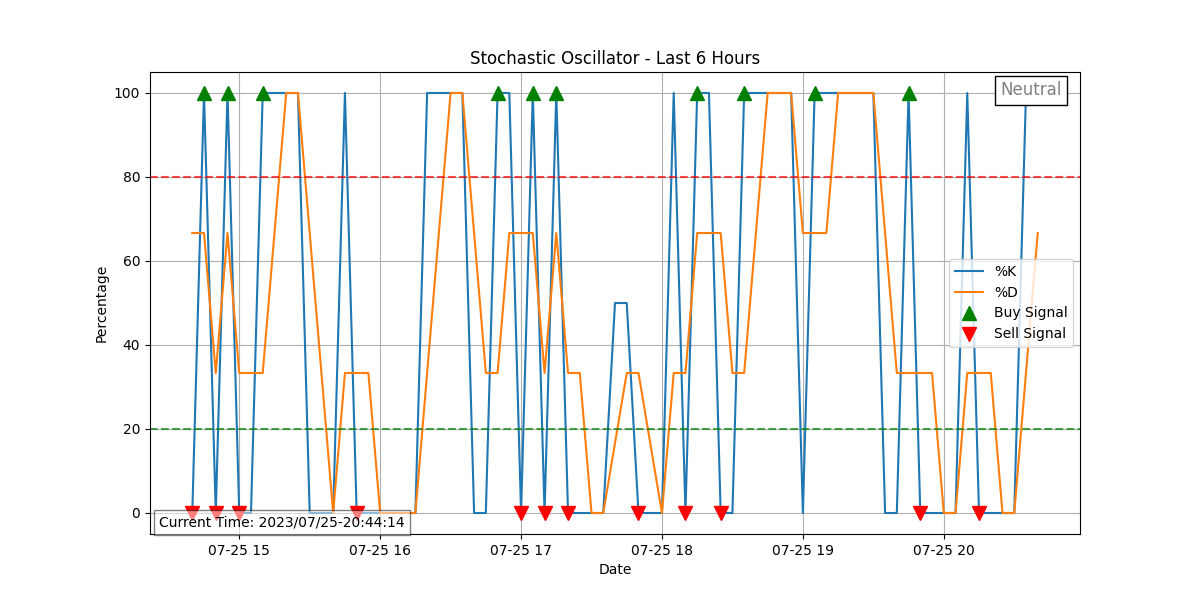 Stochastic Oscillator - Last 6 Hours
Neutral
100
80
60
40
20
0
Percentage
%K
%D
Buy Signal
Sell Signal
Current Time: 2023/07/25-20:44:14
07-25 15
07-25 16
07-25 17
07-25 18
07-25 19
07-25 20
Date